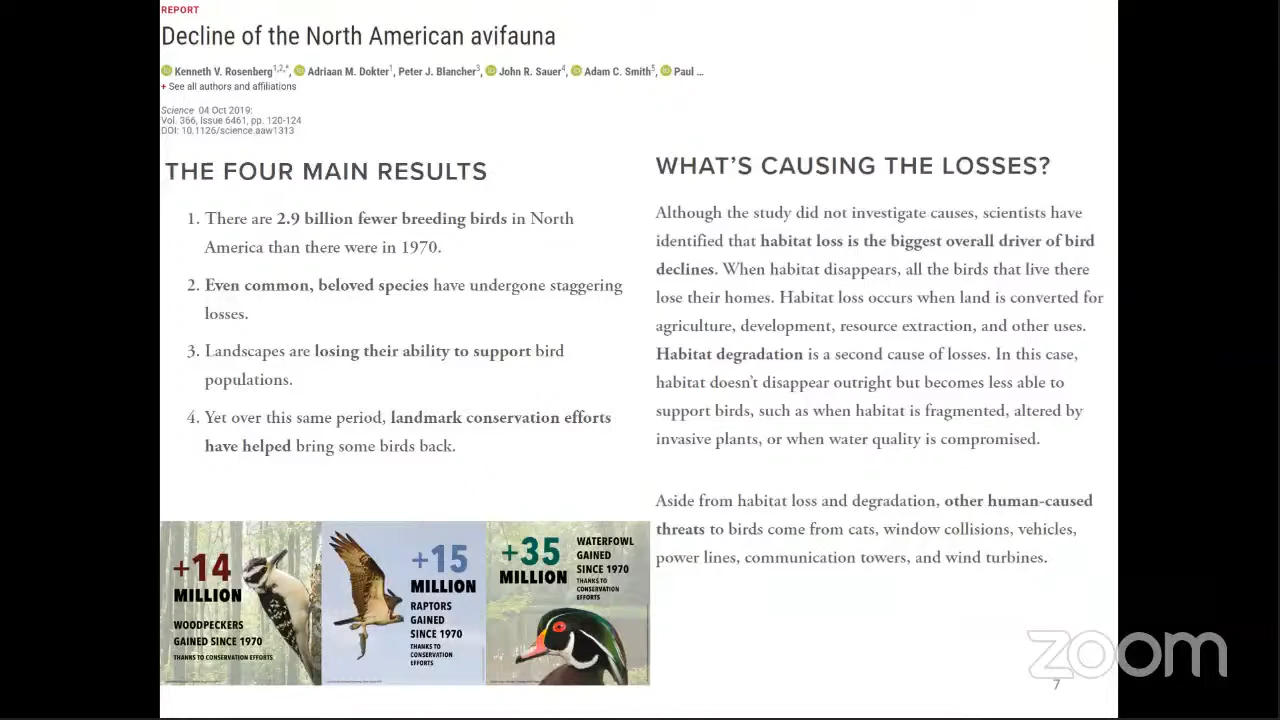 REPORT
Decline of the North American avifauna
Kenneth V. Rosenberg1,2,*, Adriaan M. Dokter1, Peter J. Blancher3, John R. Sauer4, Adam C. Smith5, Paul ...
+ See all authors and affiliations
Science 04 Oct 2019:
Vol. 366, Issue 6461, pp. 120-124
DOI: 10.1126/science.aaw1313
THE FOUR MAIN RESULTS
1. There are 2.9 billion fewer breeding birds in North
America than there were in 1970.
2. Even common, beloved species have undergone staggering
losses.
3. Landscapes are losing their ability to support bird
populations.
4. Yet over this same period, landmark conservation efforts
have helped bring some birds back.
+14
MILLION
WOODPECKERS
GAINED SINCE 1970
THANKS TO CONSERVATION EFFORTS
+15
MILLION
RAPTORS
GAINED
SINCE 1970
THANKS TO
CONSERVATION
EFFORTS
+35
MILLION
WATERFOWL
GAINED
SINCE 1970
THANKS TO
CONSERVATION
EFFORTS
WHAT'S CAUSING THE LOSSES?
Although the study did not investigate causes, scientists have
identified that habitat loss is the biggest overall driver of bird
declines. When habitat disappears, all the birds that live there
lose their homes. Habitat loss occurs when land is converted for
agriculture, development, resource extraction, and other uses.
Habitat degradation is a second cause of losses. In this case,
habitat doesn't disappear outright but becomes less able to
support birds, such as when habitat is fragmented, altered by
invasive plants, or when water quality is compromised.
Aside from habitat loss and degradation, other human-caused
threats to birds come from cats, window collisions, vehicles,
power lines, communication towers, and wind turbines.
zoom
7